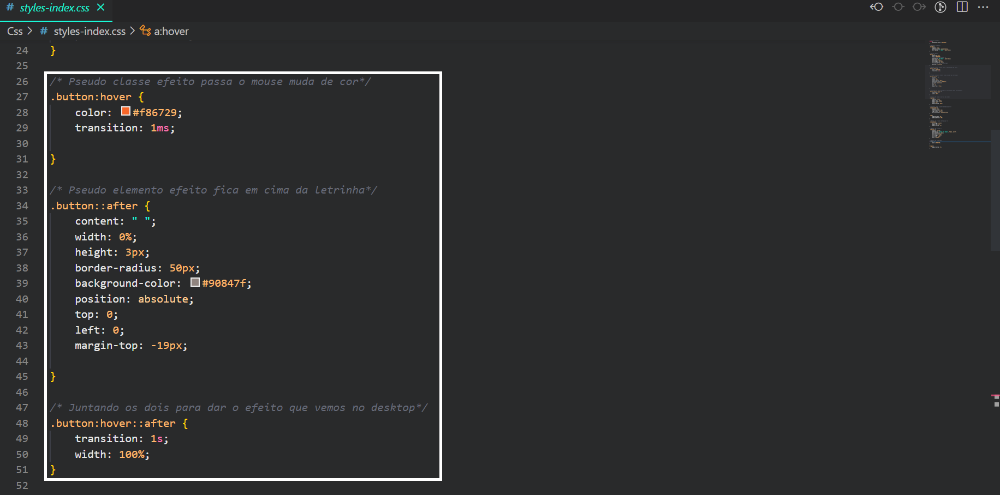 # styles-index.css
Css > # styles-index.css > a:hover
24 }
25
26 /* Pseudo classe efeito passa o mouse muda de cor*/
27 .button:hover {
28 color: #f86729;
29 transition: 1ms;
30
31 }
32
33 /* Pseudo elemento efeito fica em cima da letrinha*/
34 .button::after {
35 content: " ";
36 width: 0%;
37 height: 3px;
38 border-radius: 50px;
39 background-color: #90847f;
40 position: absolute;
41 top: 0;
42 left: 0;
43 margin-top: -19px;
44
45 }
46
47 /* Juntando os dois para dar o efeito que vemos no desktop*/
48 .button:hover::after {
49 transition: 1s;
50 width: 100%;
51 }
52